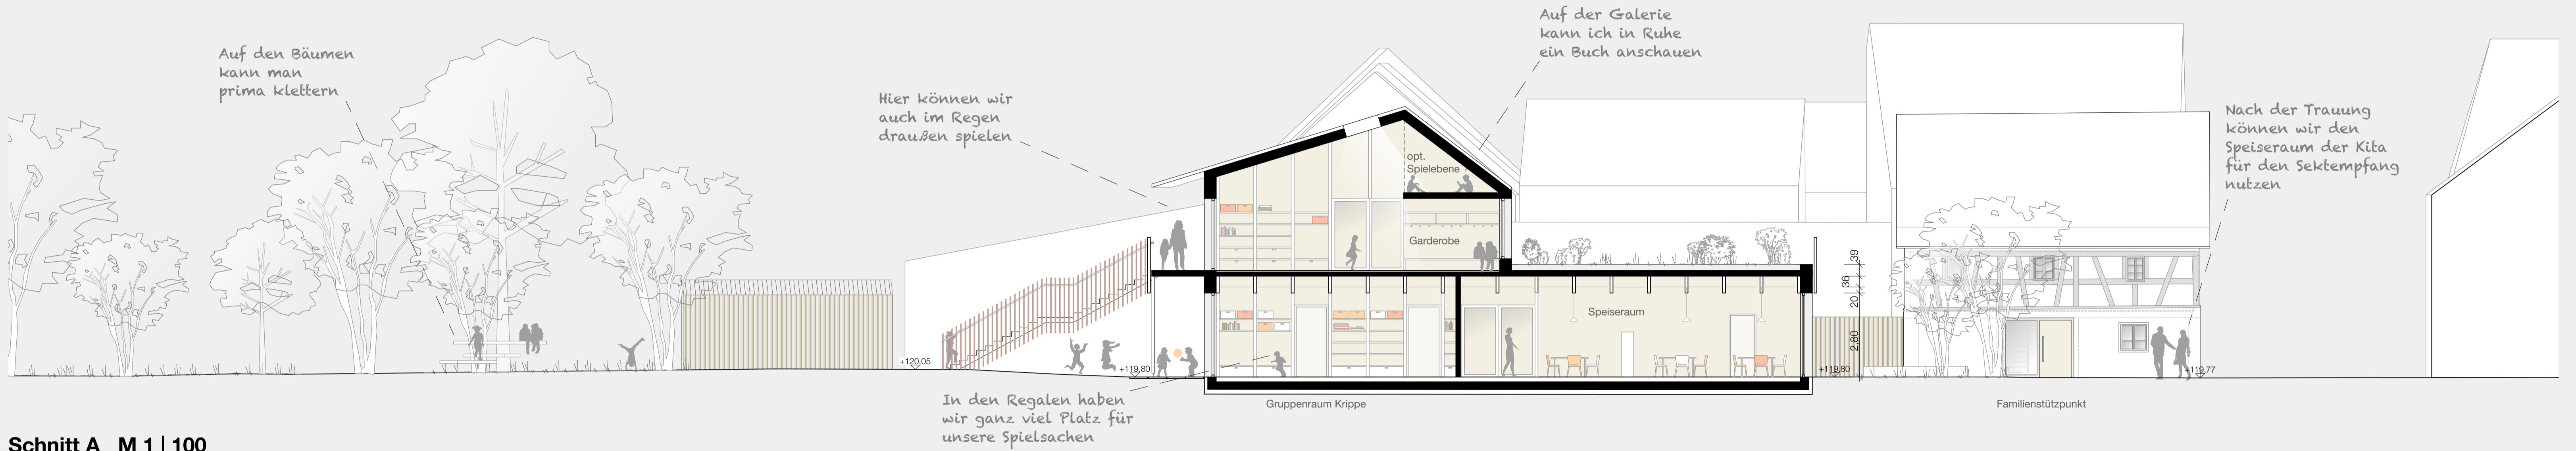 Auf den Bäumen
kann man
prima klettern
Hier können wir
auch im Regen
draußen spielen
Auf der Galerie
kann ich in Ruhe
ein Buch anschauen
Nach der Trauung
können wir den
Speiseraum der Kita
für den Sektempfang
nutzen
opt.
Spielebene
Garderobe
Speiseraum
39
36
20
2,80
+120,05
+119,80
+119,80
+119,77
In den Regalen haben
wir ganz viel Platz für
unsere Spielsachen
Gruppenraum Krippe
Familienstützpunkt
Schnitt A M 1 | 100